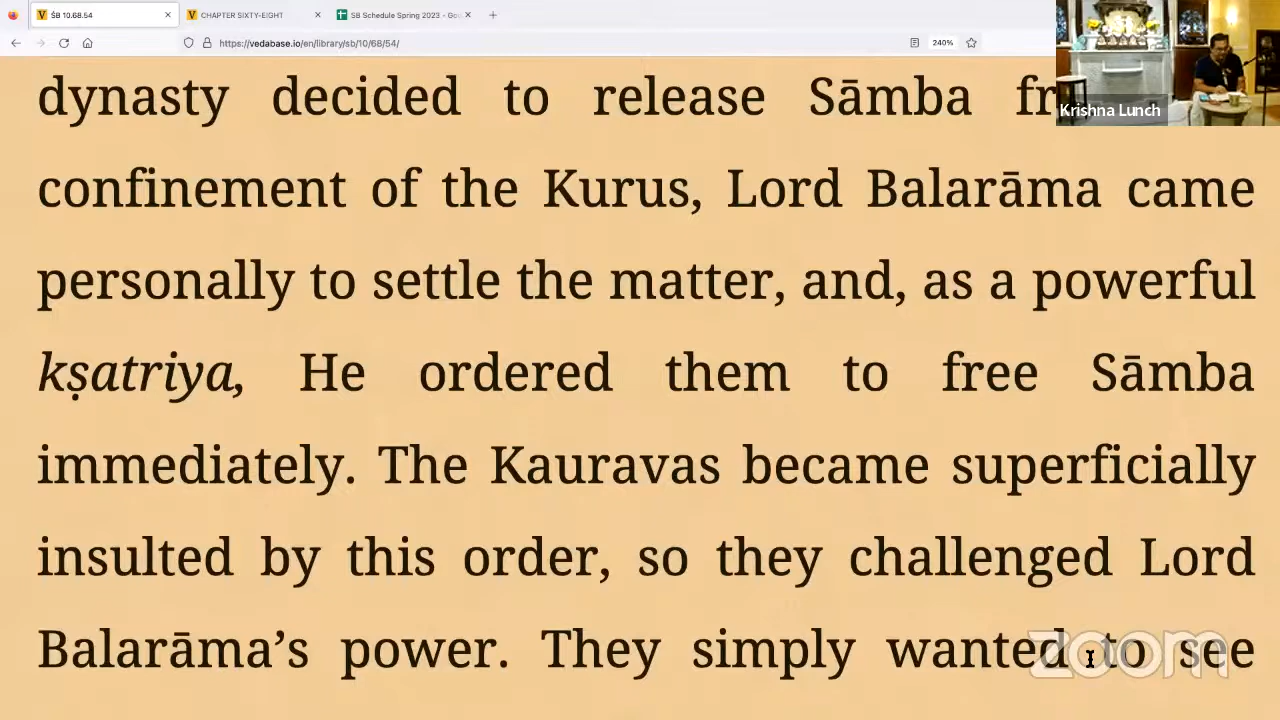 ŚB 10.68.54
CHAPTER SIXTY-EIGHT
SB Schedule Spring 2023 - Go
https://vedabase.io/en/library/sb/10/68/54/
240%
Krishna Lunch
dynasty decided to release Sāmba
confinement of the Kurus, Lord Balarāma came
personally to settle the matter, and, as a powerful
kṣatriya, He ordered them to free Sāmba
immediately. The Kauravas became superficially
insulted by this order, so they challenged Lord
Balarāma’s power. They simply wanted to see
zoom